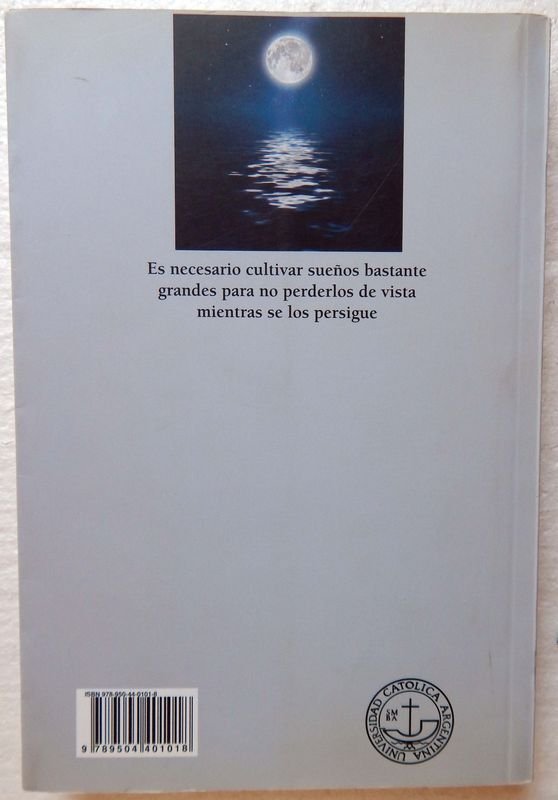 Es necesario cultivar sueños bastante
grandes para no perderlos de vista
mientras se los persigue
ISBN 978-950-44-0101-8
9 789504 401018
UNIVERSIDAD CATOLICA ARGENTINA
S M
B A